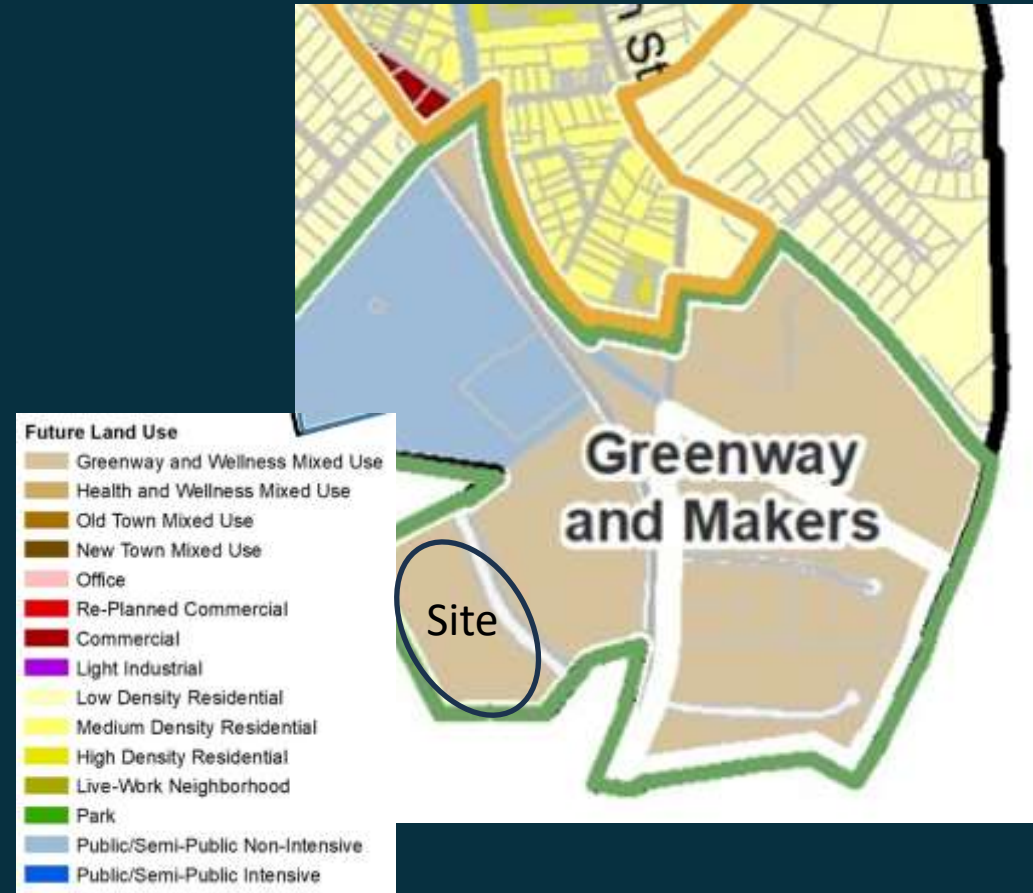 n St
Greenway
and Makers
Site
Future Land Use
Greenway and Wellness Mixed Use
Health and Wellness Mixed Use
Old Town Mixed Use
New Town Mixed Use
Office
Re-Planned Commercial
Commercial
Light Industrial
Low Density Residential
Medium Density Residential
High Density Residential
Live-Work Neighborhood
Park
Public/Semi-Public Non-Intensive
Public/Semi-Public Intensive